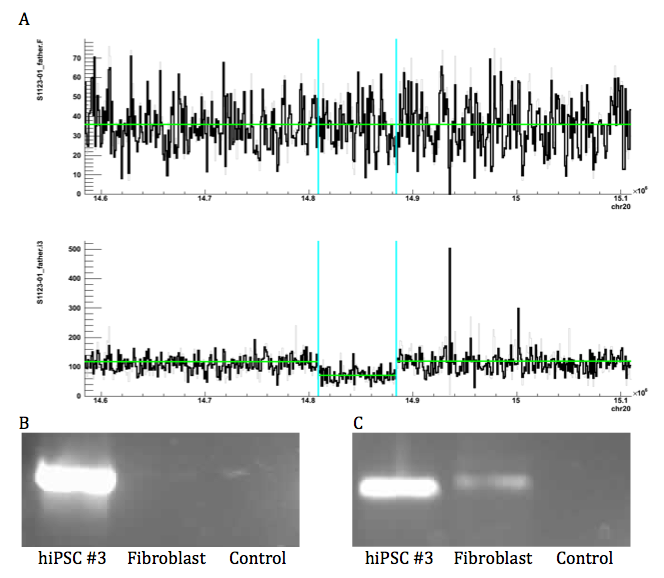 A
S1123-01_father.F
70
60
50
40
30
20
10
0
14.6 14.7 14.8 14.9 15 15.1
×10⁶
chr20
S1123-01_father.i3
500
400
300
200
100
0
14.6 14.7 14.8 14.9 15 15.1
×10⁶
chr20
B
hiPSC #3 Fibroblast Control
C
hiPSC #3 Fibroblast Control